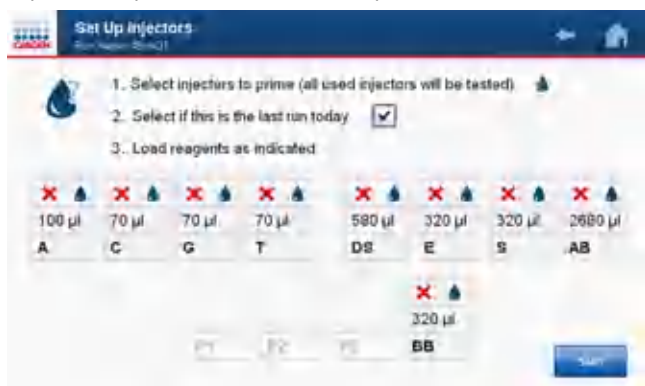 QIAGEN
Set Up Injectors
1. Select injectors to prime (all used injectors will be tested)
2. Select if this is the last run today
3. Load reagents as indicated
100 µl 70 µl 70 µl 70 µl 580 µl 320 µl 320 µl 2680 µl
A C G T DS E S AB
320 µl
P1 P2 P3 BB
Start